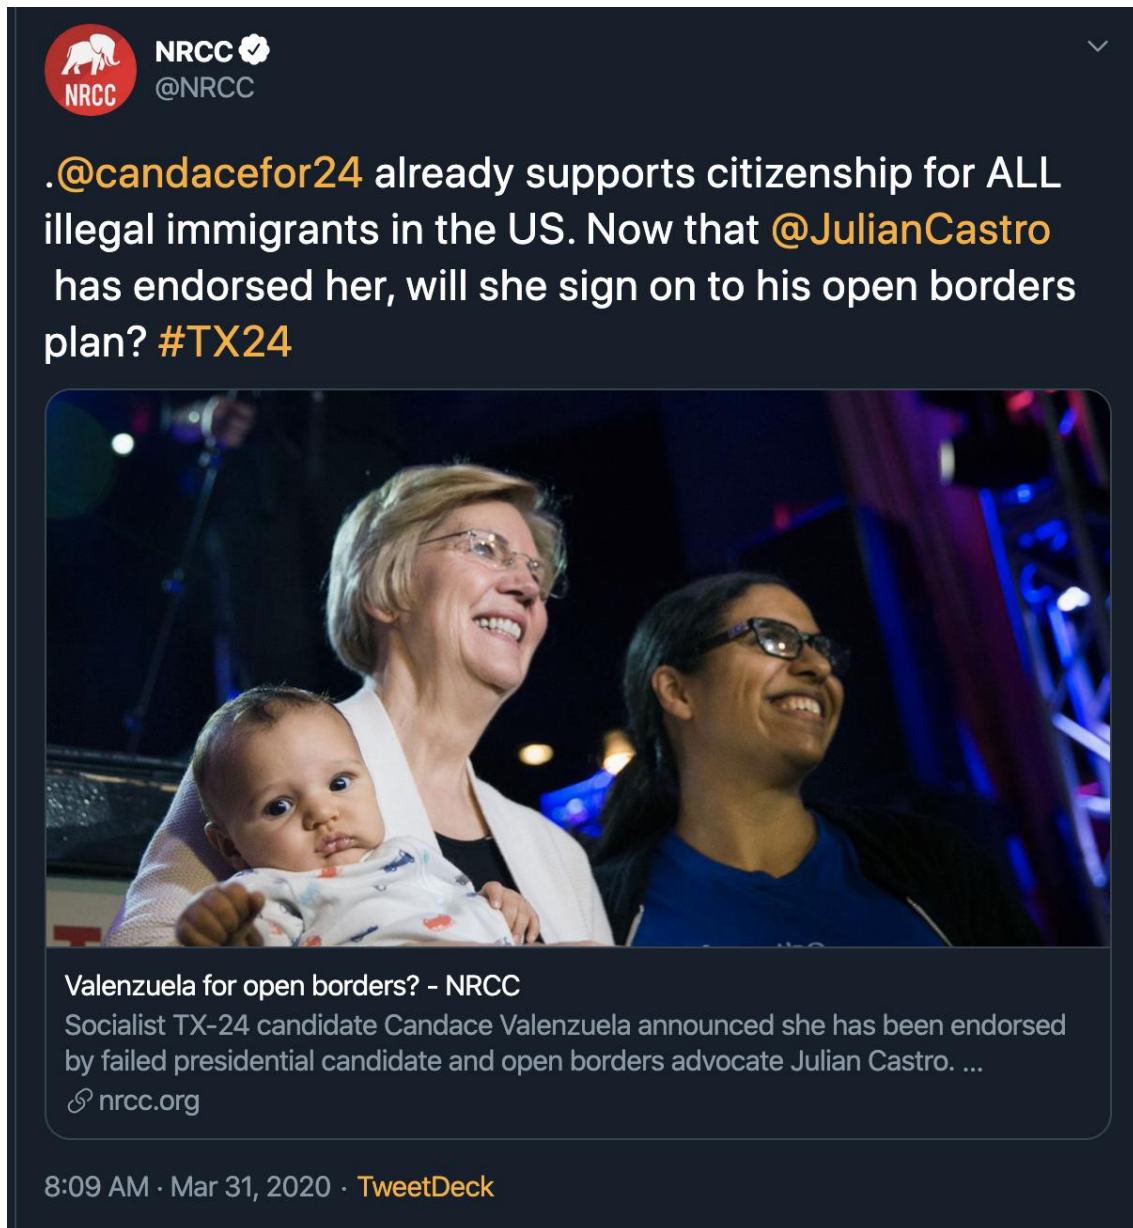 NRCC
NRCC
@NRCC
.@candacefor24 already supports citizenship for ALL
illegal immigrants in the US. Now that @JulianCastro
has endorsed her, will she sign on to his open borders
plan? #TX24
Valenzuela for open borders? - NRCC
Socialist TX-24 candidate Candace Valenzuela announced she has been endorsed
by failed presidential candidate and open borders advocate Julian Castro. ...
nrcc.org
8:09 AM · Mar 31, 2020 · TweetDeck